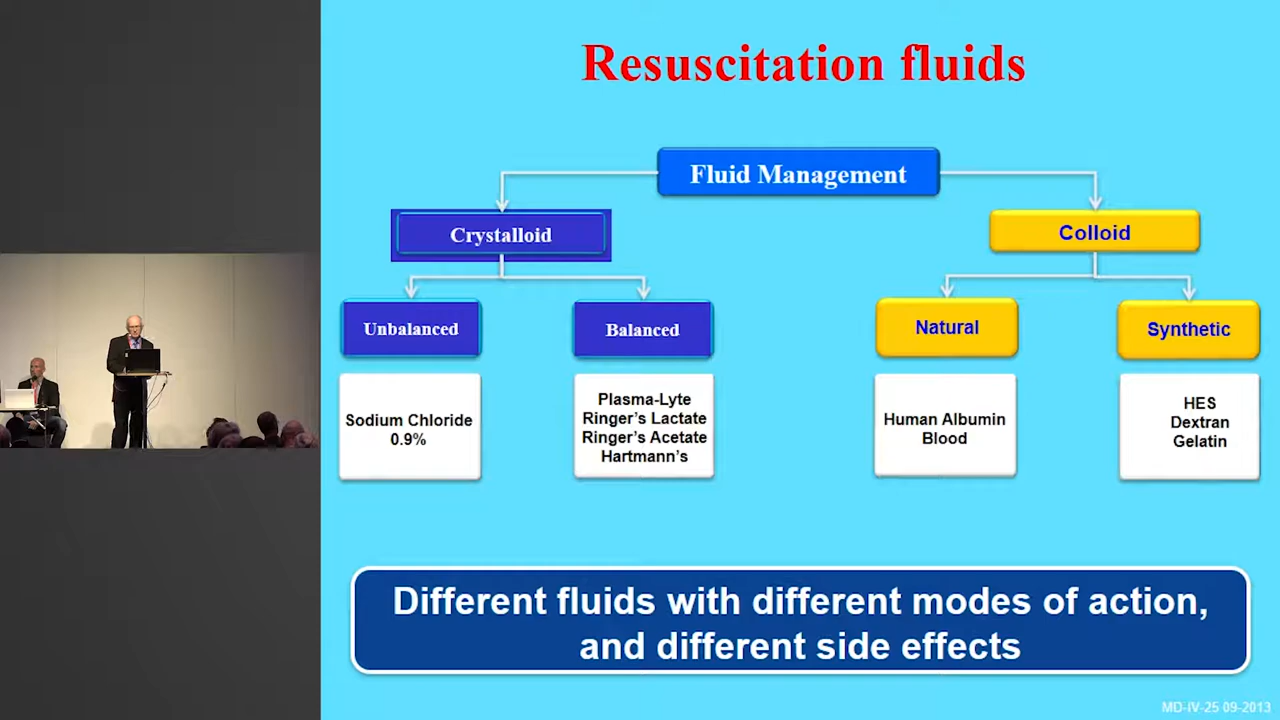 Resuscitation fluids
Fluid Management
Crystalloid
Colloid
Unbalanced
Balanced
Natural
Synthetic
Sodium Chloride
0.9%
Plasma-Lyte
Ringer's Lactate
Ringer's Acetate
Hartmann's
Human Albumin
Blood
HES
Dextran
Gelatin
Different fluids with different modes of action,
and different side effects
MD-IV-25 09-2013